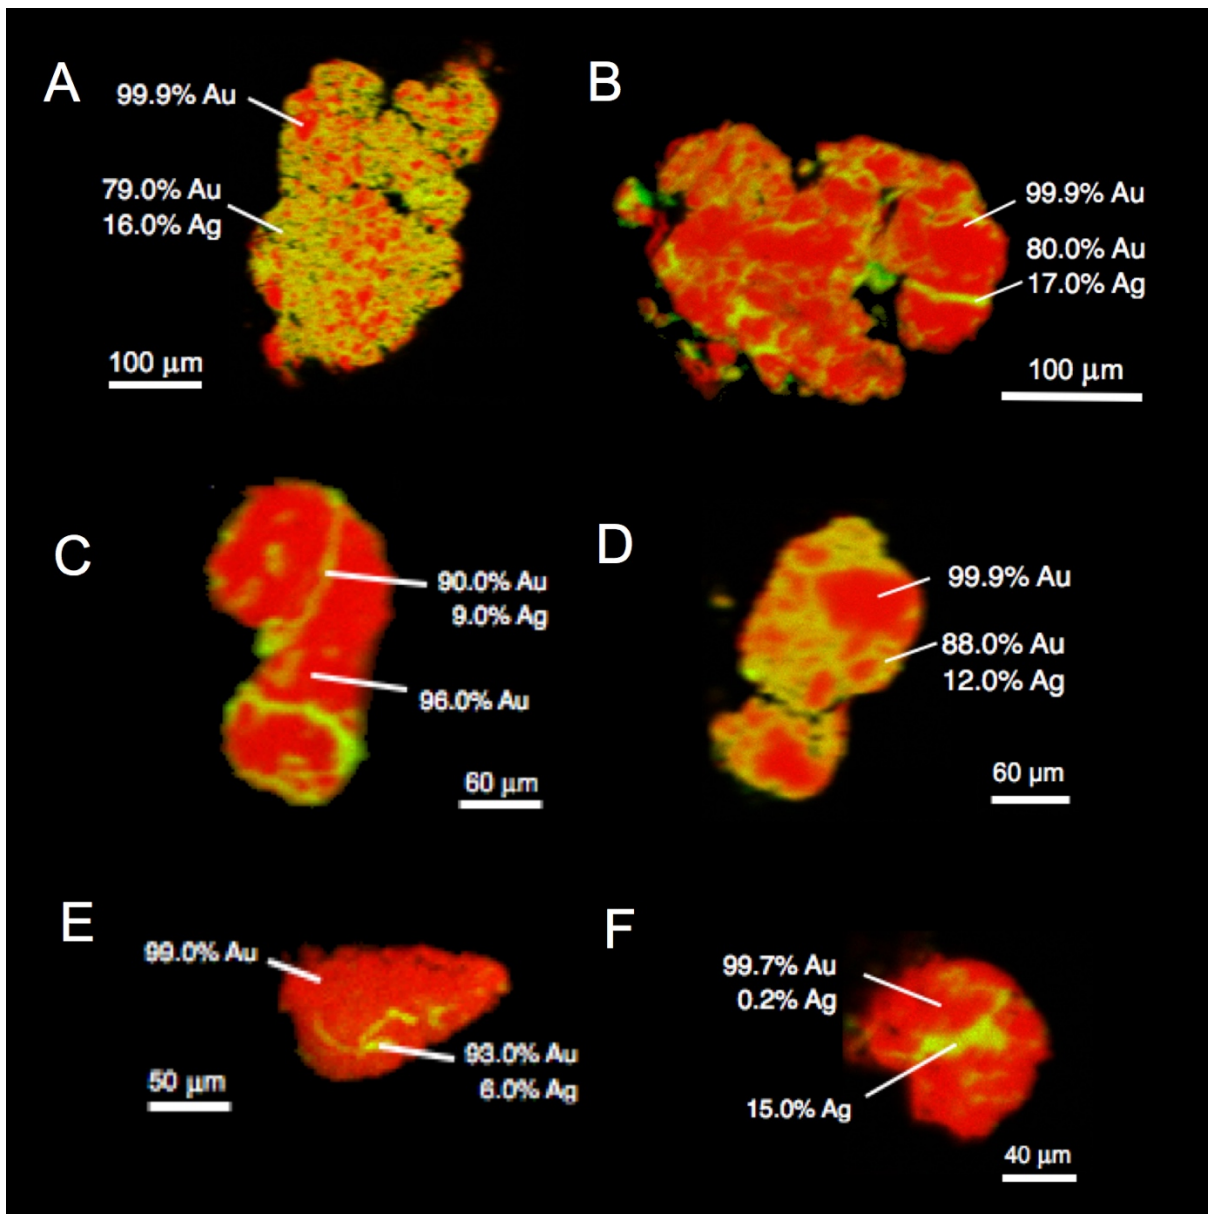 A
99.9% Au
79.0% Au
16.0% Ag
100 µm
B
99.9% Au
80.0% Au
17.0% Ag
100 µm
C
90.0% Au
9.0% Ag
96.0% Au
60 µm
D
99.9% Au
88.0% Au
12.0% Ag
60 µm
E
99.0% Au
93.0% Au
6.0% Ag
50 µm
F
99.7% Au
0.2% Ag
15.0% Ag
40 µm